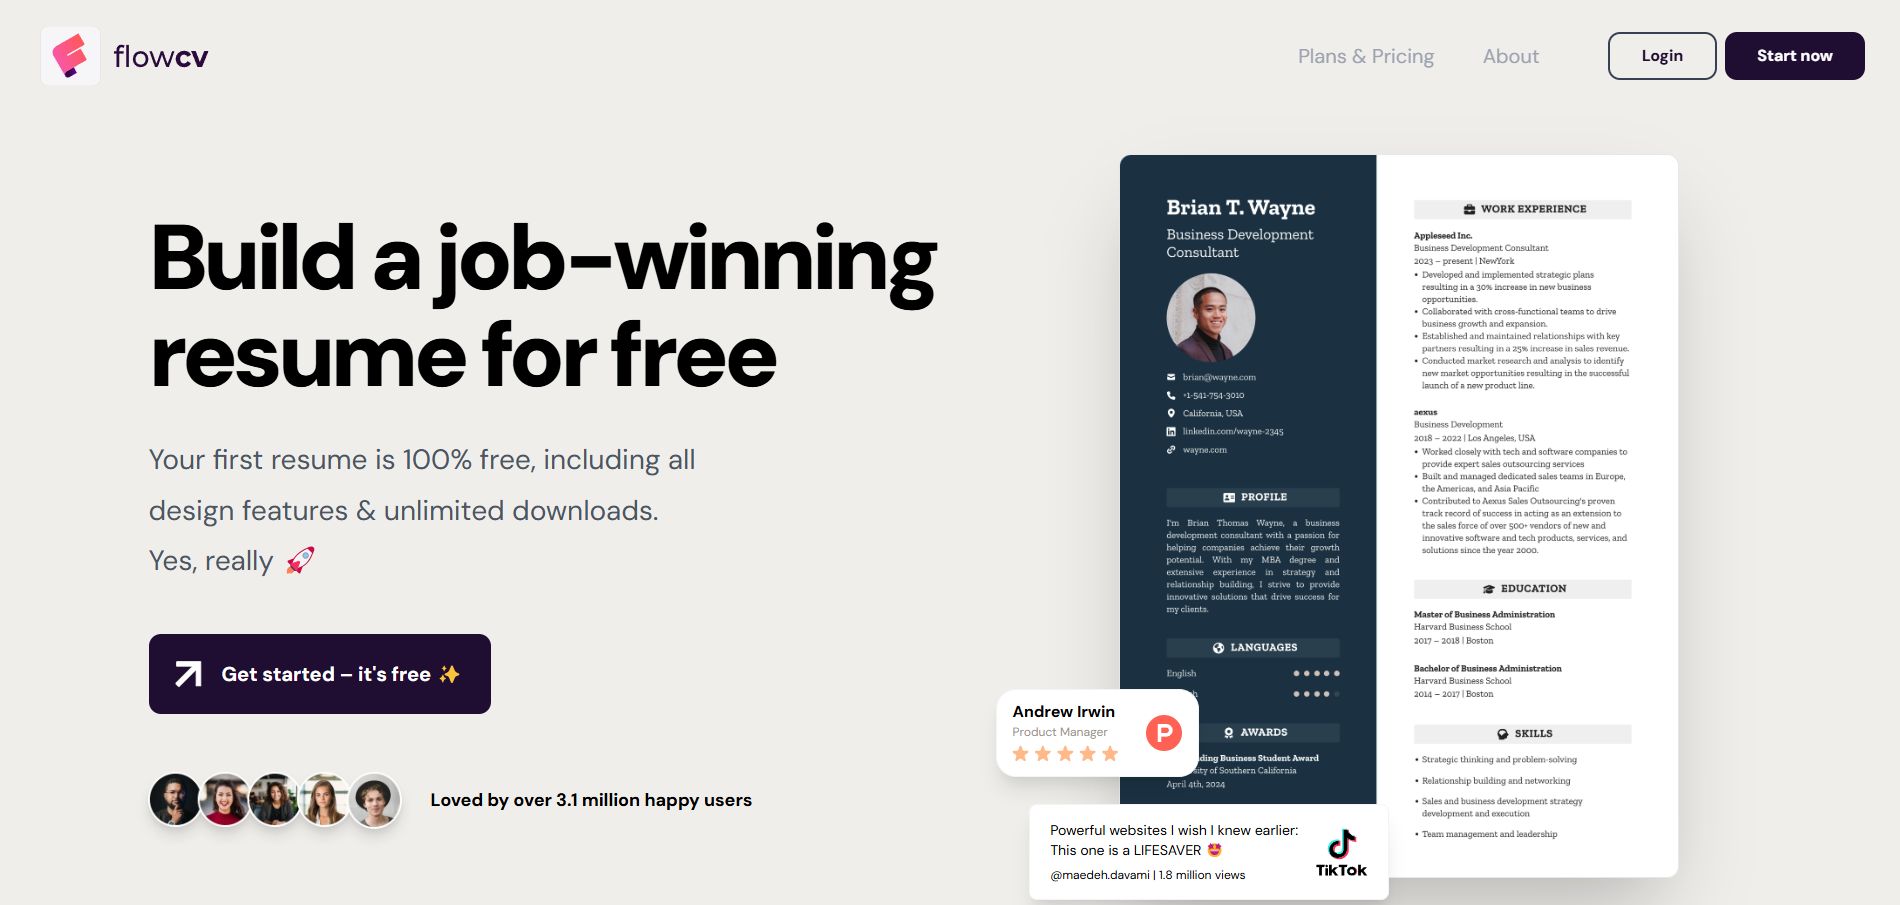 flowcv
Plans & Pricing
About
Login
Start now
Build a job-winning
resume for free
Your first resume is 100% free, including all
design features & unlimited downloads.
Yes, really 🚀
Get started – it's free ✨
Loved by over 3.1 million happy users
Brian T. Wayne
Business Development
Consultant
brian@wayne.com
+1-541-754-3010
California, USA
linkedin.com/wayne-2345
wayne.com
PROFILE
I'm Brian Thomas Wayne, a business
development consultant with a passion for
helping companies achieve their growth
potential. With my MBA degree and
extensive experience in strategy and
relationship building, I strive to provide
innovative solutions that drive success for
my clients.
LANGUAGES
English
AWARDS
ding Business Student Award
sity of Southern California
April 4th, 2024
WORK EXPERIENCE
Appleseed Inc.
Business Development Consultant
2023 – present | NewYork
• Developed and implemented strategic plans
resulting in a 30% increase in new business
opportunities.
• Collaborated with cross-functional teams to drive
business growth and expansion.
• Established and maintained relationships with key
partners resulting in a 25% increase in sales revenue.
• Conducted market research and analysis to identify
new market opportunities resulting in the successful
launch of a new product line.
aexus
Business Development
2018 – 2022 | Los Angeles, USA
• Worked closely with tech and software companies to
provide expert sales outsourcing services
• Built and managed dedicated sales teams in Europe,
the Americas, and Asia Pacific
• Contributed to Aexus Sales Outsourcing's proven
track record of success in acting as an extension to
the sales force of over 500+ vendors of new and
innovative software and tech products, services, and
solutions since the year 2000.
EDUCATION
Master of Business Administration
Harvard Business School
2017 – 2018 | Boston
Bachelor of Business Administration
Harvard Business School
2014 – 2017 | Boston
SKILLS
• Strategic thinking and problem-solving
• Relationship building and networking
• Sales and business development strategy
development and execution
• Team management and leadership
Andrew Irwin
Product Manager
P
Powerful websites I wish I knew earlier:
This one is a LIFESAVER 🤩
@maedeh.davami | 1.8 million views
TikTok